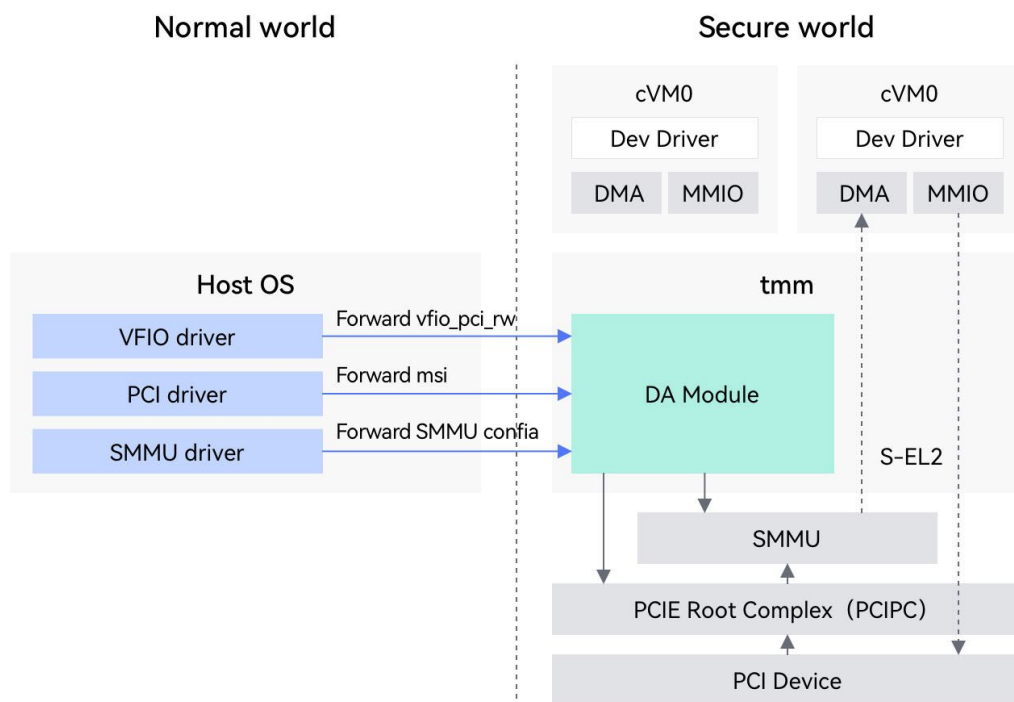 Normal world
Secure world
cVM0
Dev Driver
DMA
MMIO
cVM0
Dev Driver
DMA
MMIO
Host OS
VFIO driver
PCI driver
SMMU driver
Forward vfio_pci_rw
Forward msi
Forward SMMU confia
tmm
DA Module
S-EL2
SMMU
PCIE Root Complex（PCIPC）
PCI Device